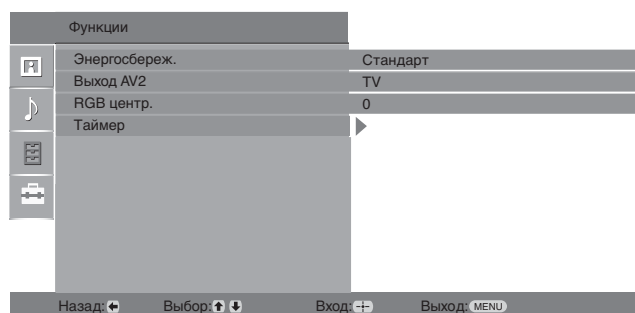 Функции
Энергосбереж. Стандарт
Выход AV2 TV
RGB центр. 0
Таймер
Назад: Выбор: Вход: Выход: MENU